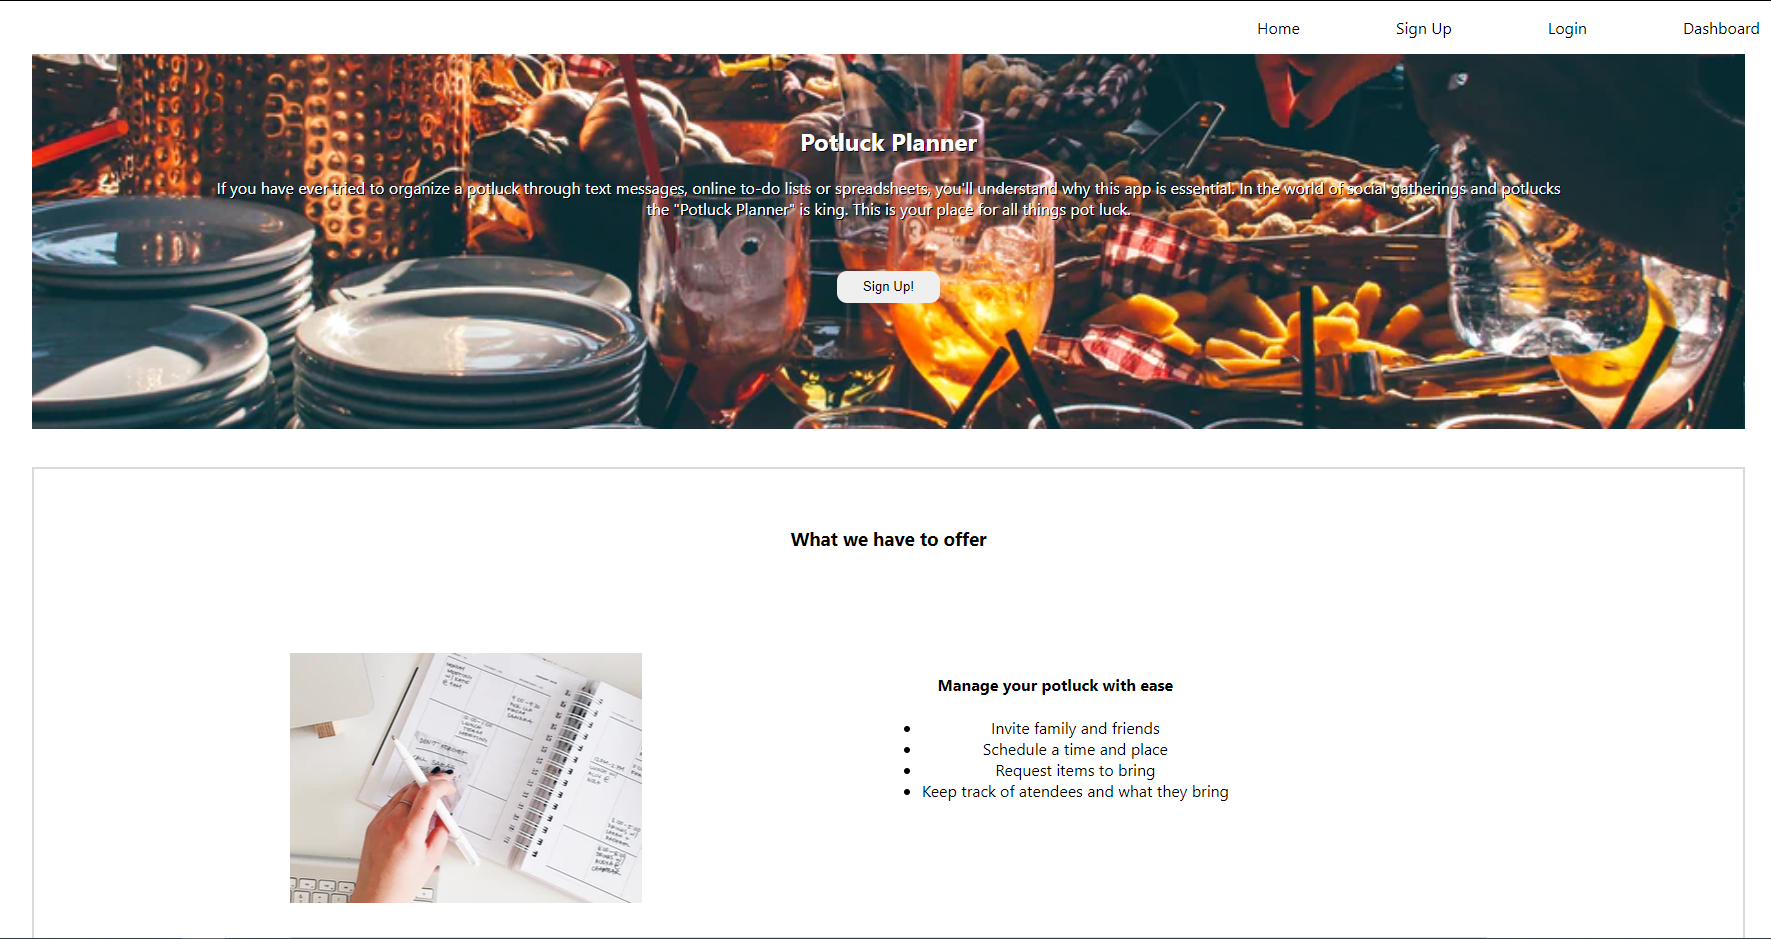 Home Sign Up Login Dashboard
Potluck Planner
If you have ever tried to organize a potluck through text messages, online to-do lists or spreadsheets, you'll understand why this app is essential. In the world of social gatherings and potlucks
the "Potluck Planner" is king. This is your place for all things pot luck.
Sign Up!
What we have to offer
DON'T FORGET
CALL SARAH
Manage your potluck with ease
Invite family and friends
Schedule a time and place
Request items to bring
Keep track of atendees and what they bring